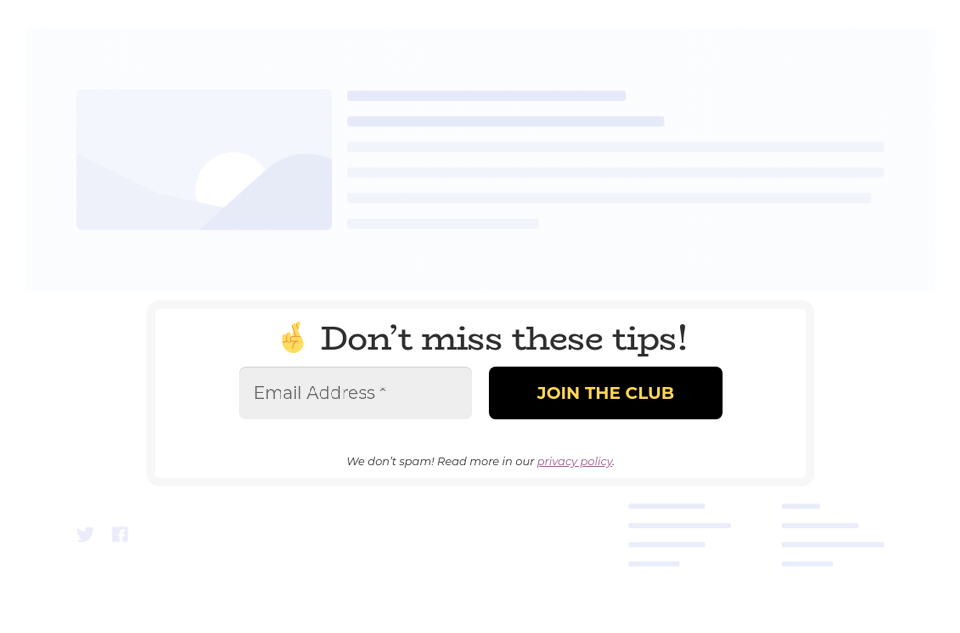 Don't miss these tips!
Email Address *
JOIN THE CLUB
We don't spam! Read more in our privacy policy.